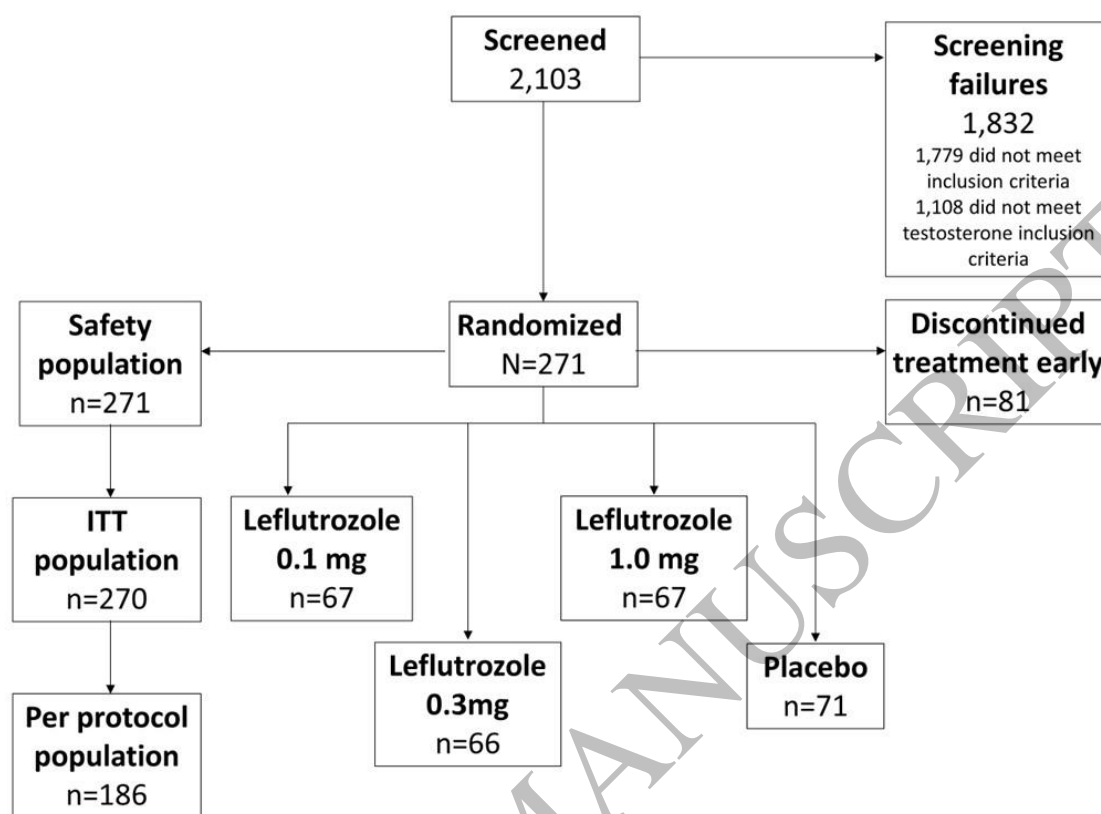 Screened
2,103
Screening
failures
1,832
1,779 did not meet
inclusion criteria
1,108 did not meet
testosterone inclusion
criteria
Safety
population
n=271
Randomized
N=271
Discontinued
treatment early
n=81
ITT
population
n=270
Leflutrozole
0.1 mg
n=67
Leflutrozole
1.0 mg
n=67
Leflutrozole
0.3mg
n=66
Placebo
n=71
Per protocol
population
n=186
MANUSCRIPT